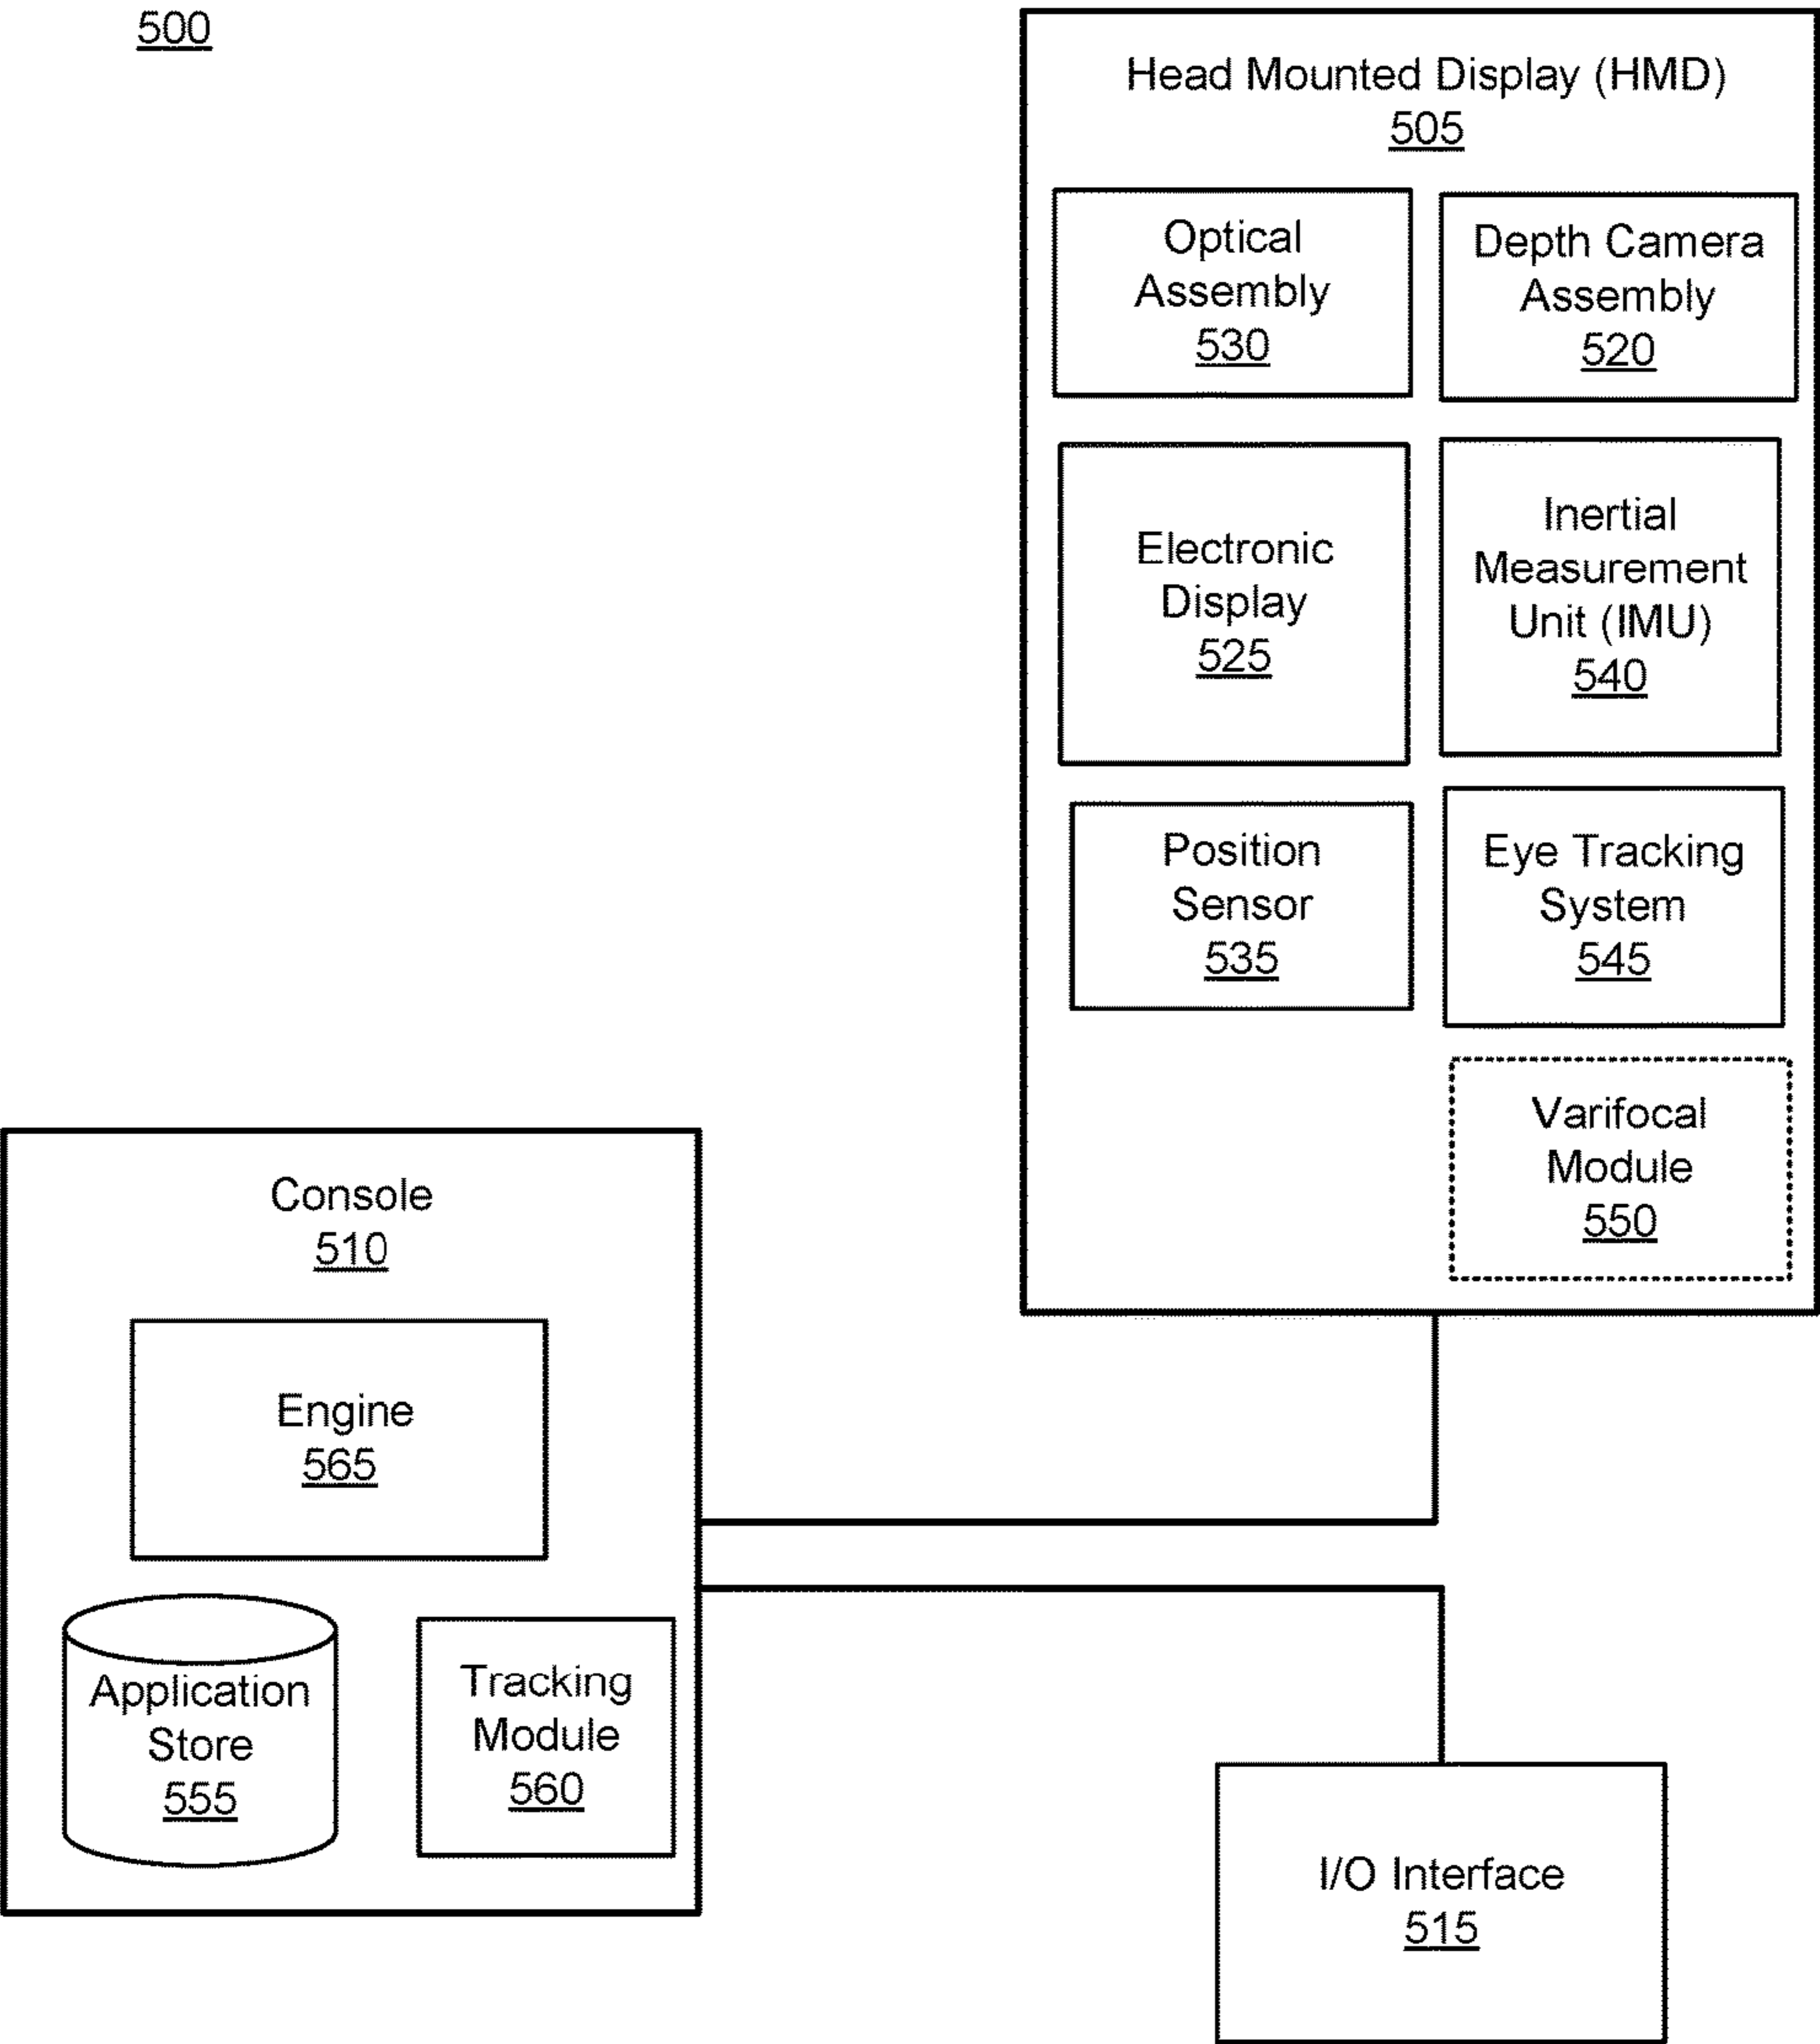 500
Head Mounted Display (HMD)
505
Optical
Assembly
530
Depth Camera
Assembly
520
Electronic
Display
525
Inertial
Measurement
Unit (IMU)
540
Position
Sensor
535
Eye Tracking
System
545
Varifocal
Module
550
Console
510
Engine
565
Application
Store
555
Tracking
Module
560
I/O Interface
515